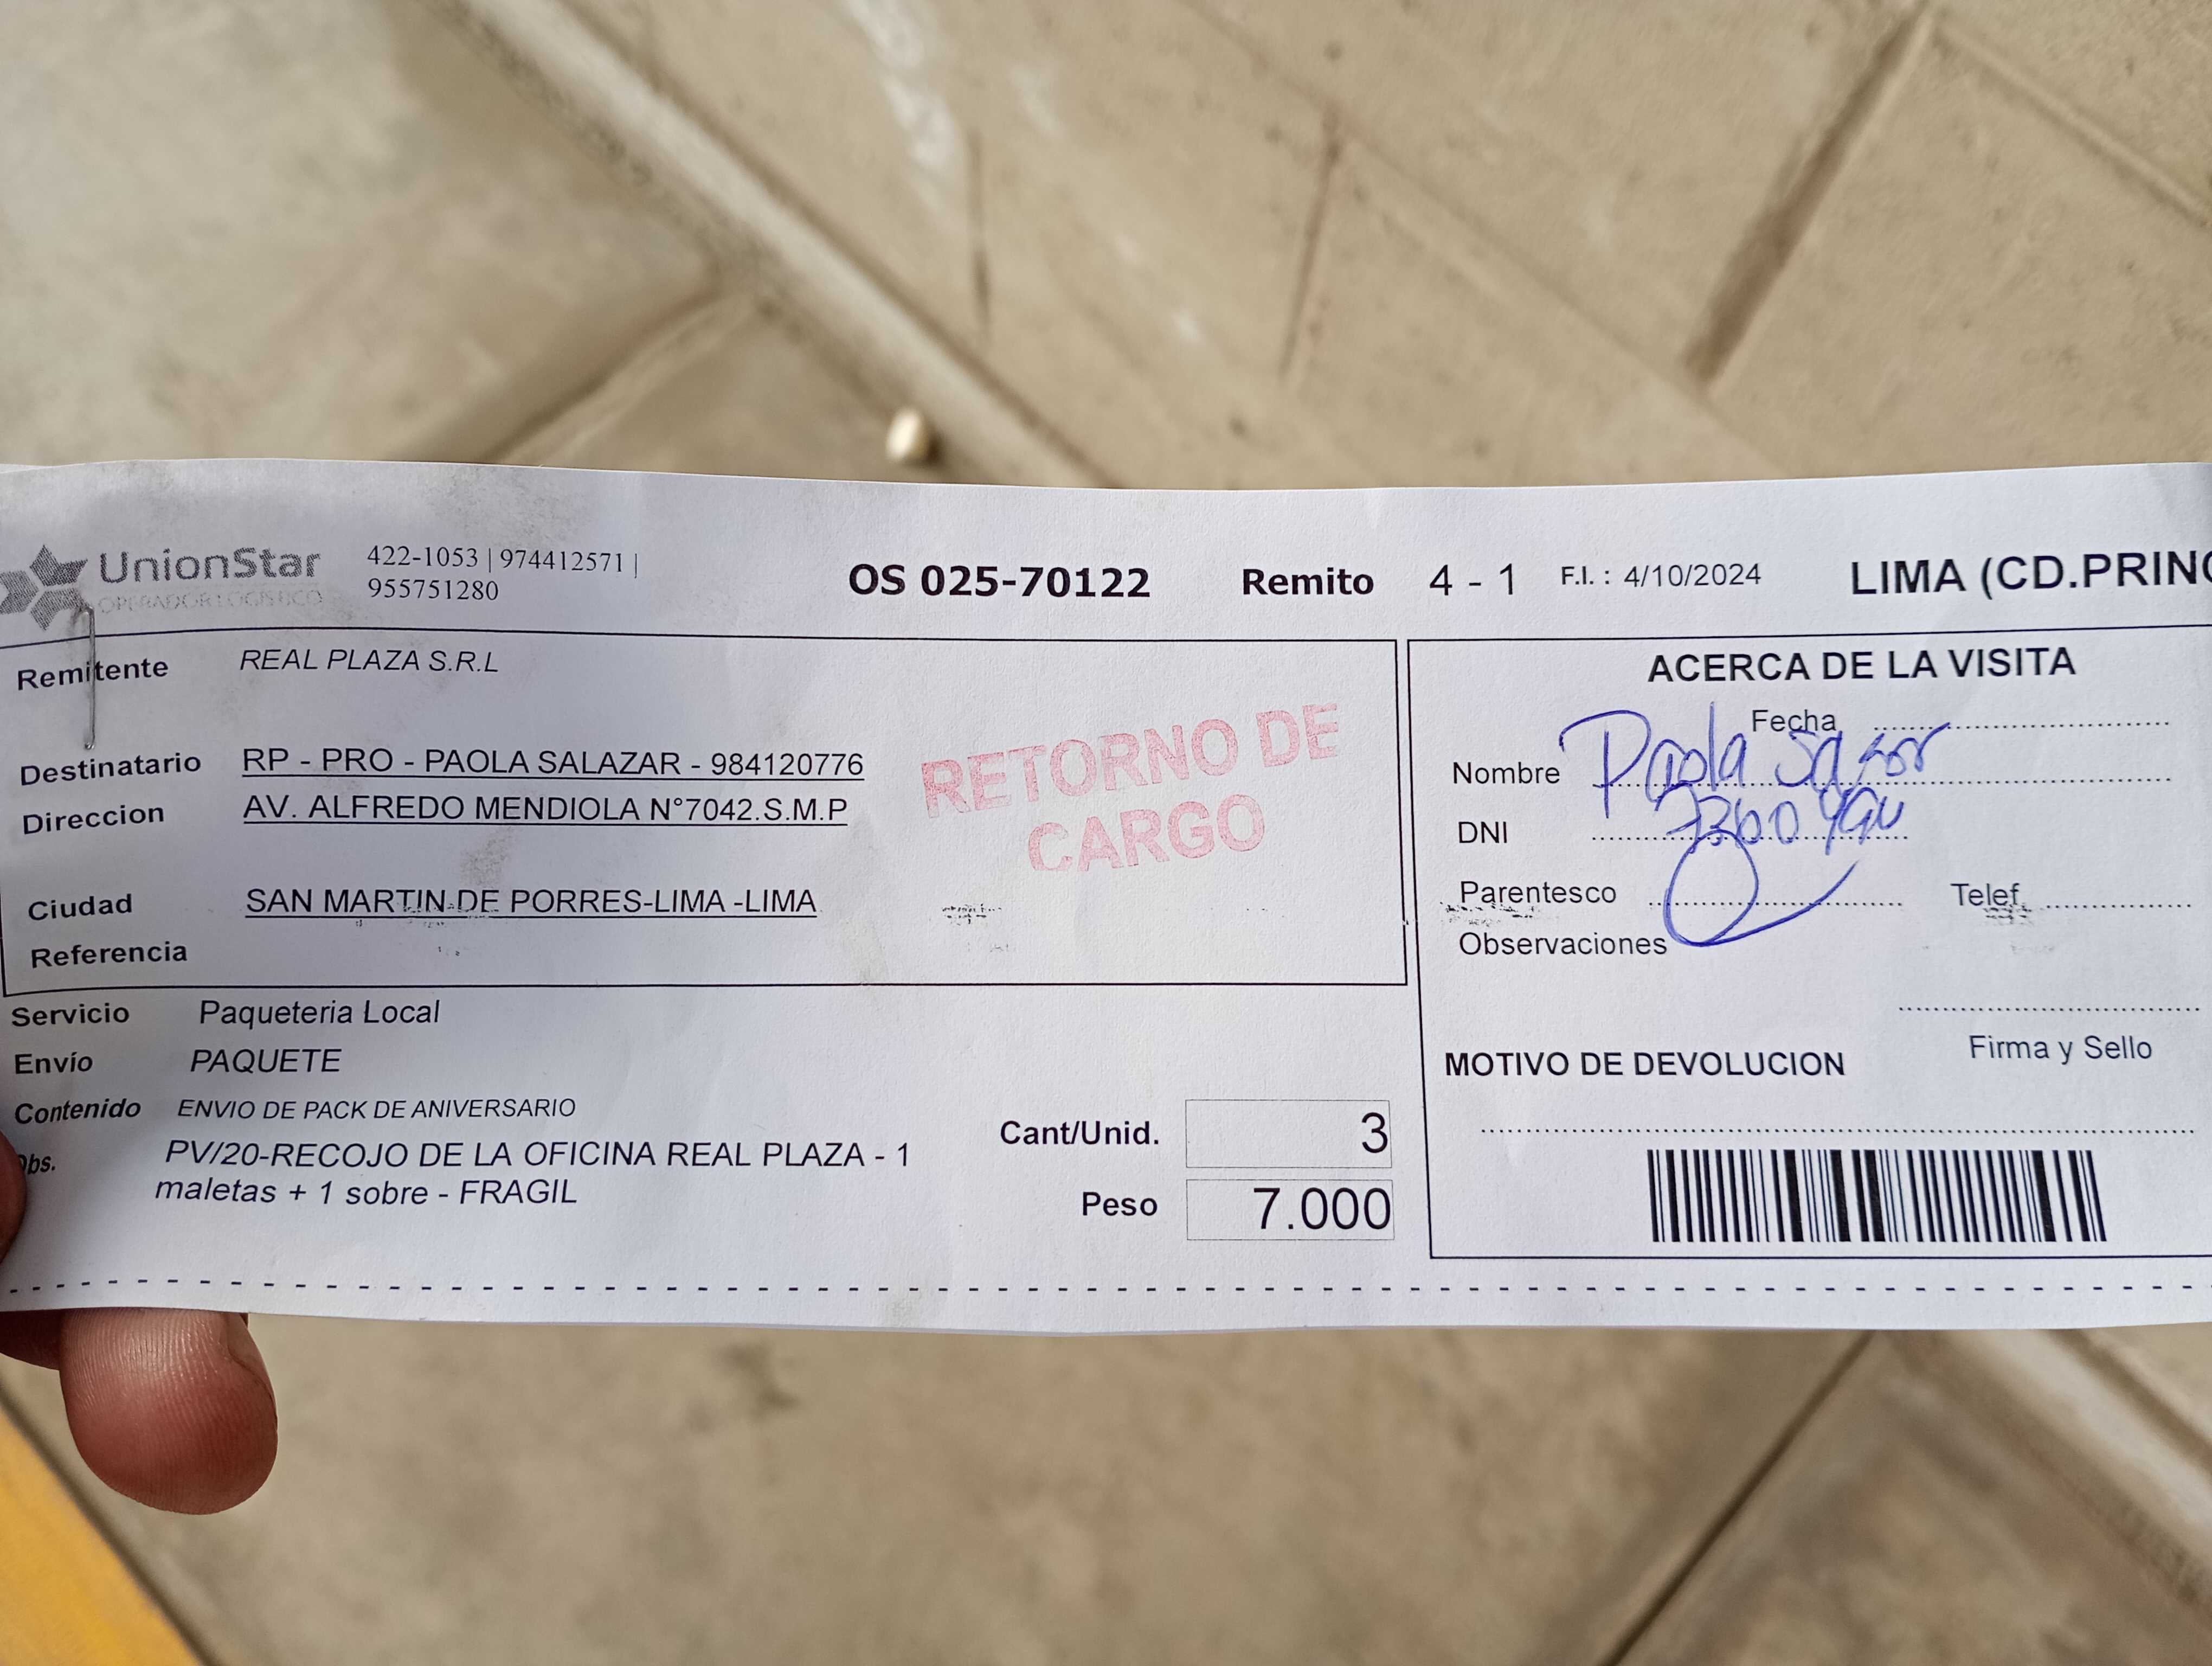 UnionStar
OPERADOR LOGISTICO
422-1053 | 974412571 |
955751280
OS 025-70122 Remito 4 - 1 F.I. : 4/10/2024 LIMA (CD.PRINC
Remitente REAL PLAZA S.R.L
Destinatario RP - PRO - PAOLA SALAZAR - 984120776
Direccion AV. ALFREDO MENDIOLA N°7042.S.M.P
Ciudad SAN MARTIN DE PORRES-LIMA -LIMA
Referencia
RETORNO DE
CARGO
Servicio Paqueteria Local
Envío PAQUETE
Contenido ENVIO DE PACK DE ANIVERSARIO
Obs. PV/20-RECOJO DE LA OFICINA REAL PLAZA - 1
maletas + 1 sobre - FRAGIL
Cant/Unid. 3
Peso 7.000
ACERCA DE LA VISITA
Fecha
Nombre Paola
DNI
Parentesco Telef.
Observaciones
Firma y Sello
MOTIVO DE DEVOLUCION